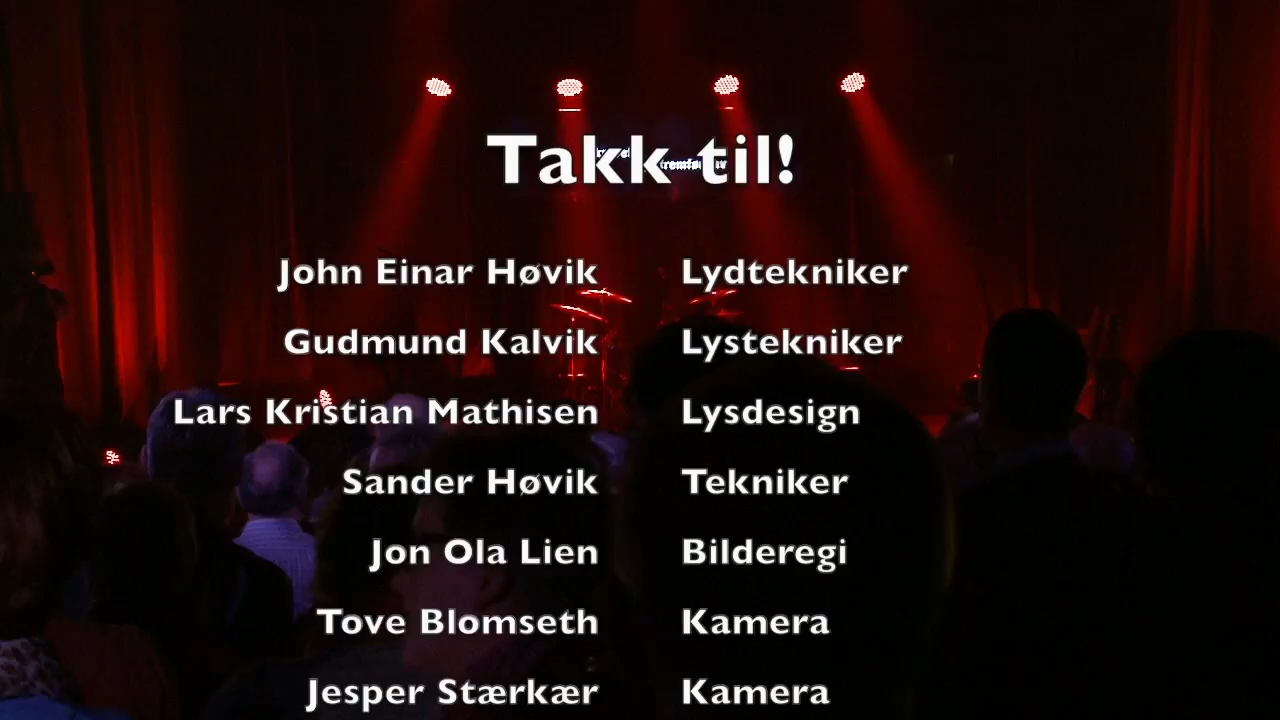 Takk til!
John Einar Høvik Lydtekniker
Gudmund Kalvik Lystekniker
Lars Kristian Mathisen Lysdesign
Sander Høvik Tekniker
Jon Ola Lien Bilderegi
Tove Blomseth Kamera
Jesper Stærkær Kamera